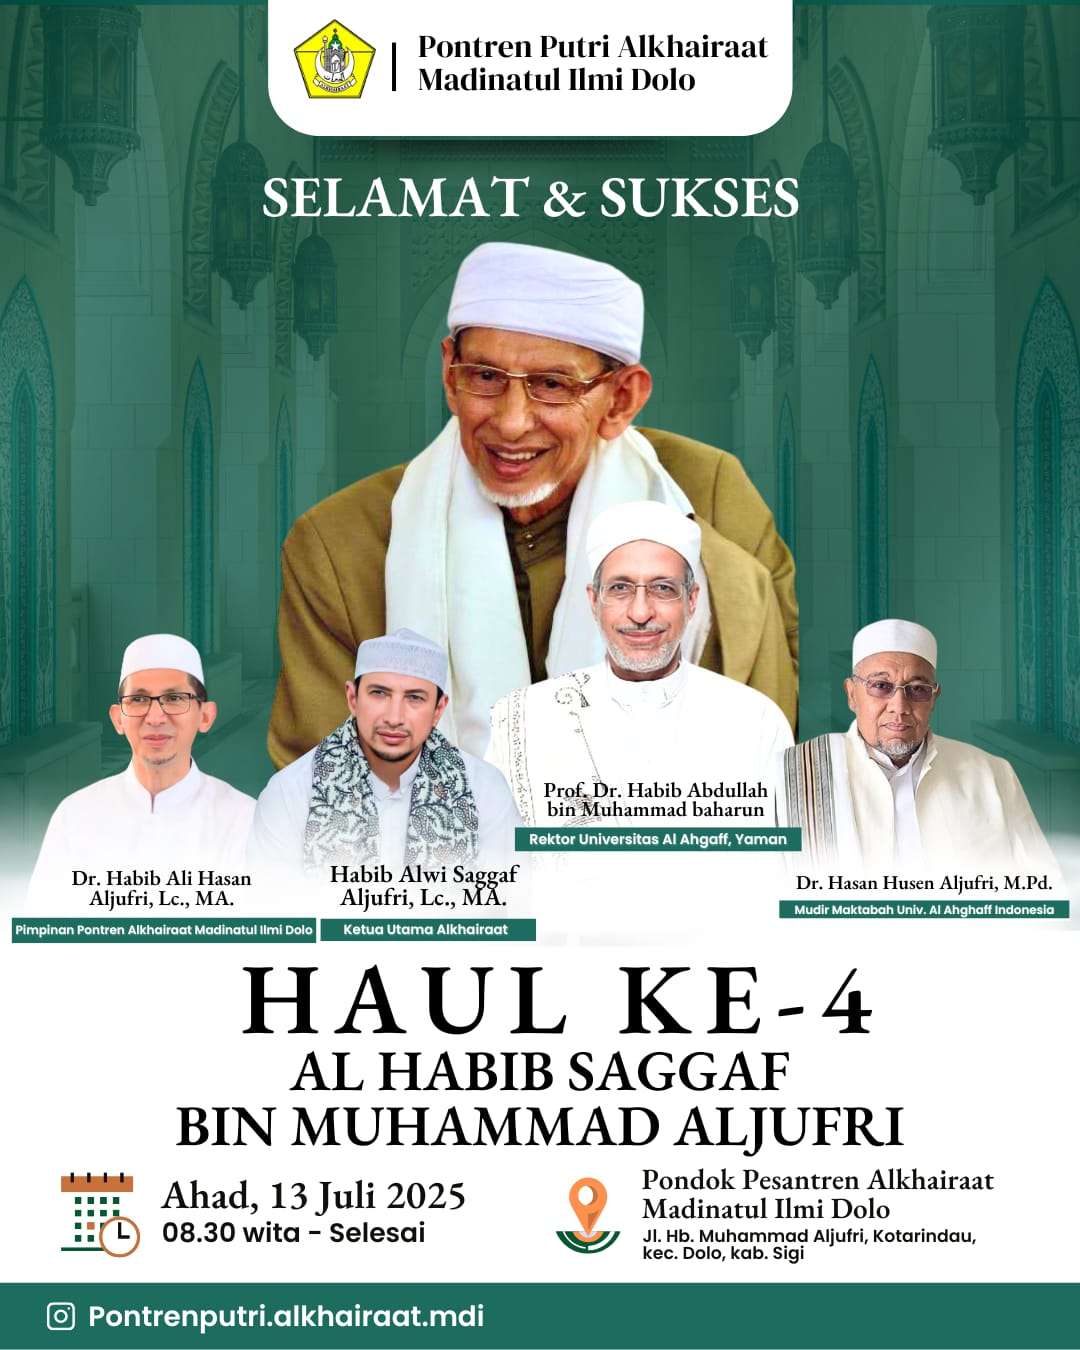 Pontren Putri Alkhairaat
Madinatul Ilmi Dolo
SELAMAT & SUKSES
Prof. Dr. Habib Abdullah
bin Muhammad baharun
Rektor Universitas Al Ahgaff, Yaman
Dr. Habib Ali Hasan
Aljufri, Lc., MA.
Pimpinan Pontren Alkhairaat Madinatul Ilmi Dolo
Habib Alwi Saggaf
Aljufri, Lc., MA.
Ketua Utama Alkhairaat
Dr. Hasan Husen Aljufri, M.Pd.
Mudir Maktabah Univ. Al Ahghaff Indonesia
HAUL KE-4
AL HABIB SAGGAF
BIN MUHAMMAD ALJUFRI
Ahad, 13 Juli 2025
08.30 wita - Selesai
Pondok Pesantren Alkhairaat
Madinatul Ilmi Dolo
Jl. Hb. Muhammad Aljufri, Kotarindau,
kec. Dolo, kab. Sigi
Pontrenputri.alkhairaat.mdi